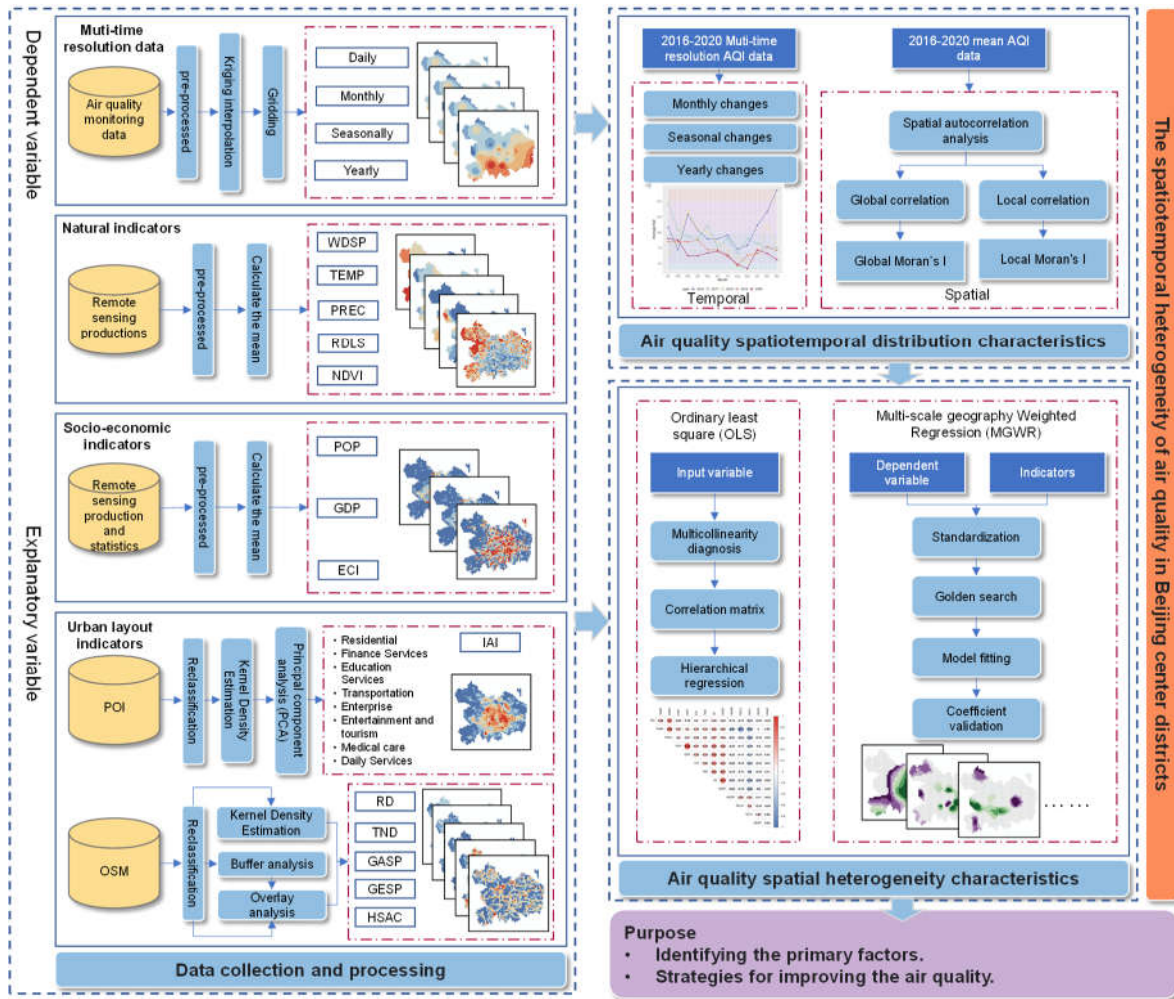 Dependent variable
Muti-time
resolution data
Air quality
monitoring data
pre-processed
Kriging interpolation
Gridding
Daily
Monthly
Seasonally
Yearly
Explanatory variable
Natural indicators
Remote
sensing
productions
pre-processed
Calculate the mean
WDSP
TEMP
PREC
RDLS
NDVI
Socio-economic
indicators
Remote
sensing
production
and
statistics
pre-processed
Calculate the mean
POP
GDP
ECI
Urban layout
indicators
POI
Reclassification
Kernel Density
Estimation
Principal component
analysis (PCA)
• Residential
• Finance Services
• Education
Services
• Transportation
• Enterprise
• Entertainment and
tourism
• Medical care
• Daily Services
IAI
OSM
Reclassification
Kernel Density
Estimation
Buffer analysis
Overlay
analysis
RD
TND
GASP
GESP
HSAC
Data collection and processing
2016-2020 Muti-time
resolution AQI data
Monthly changes
Seasonal changes
Yearly changes
Temporal
2016-2020 mean AQI
data
Spatial autocorrelation
analysis
Global correlation
Local correlation
Global Moran's I
Local Moran's I
Spatial
Air quality spatiotemporal distribution characteristics
Ordinary least
square (OLS)
Input variable
Multicollinearity
diagnosis
Correlation matrix
Hierarchical
regression
Multi-scale geography Weighted
Regression (MGWR)
Dependent
variable
Indicators
Standardization
Golden search
Model fitting
Coefficient
validation
......
Air quality spatial heterogeneity characteristics
Purpose
• Identifying the primary factors.
• Strategies for improving the air quality.
The spatiotemporal heterogeneity of air quality in Beijing center districts